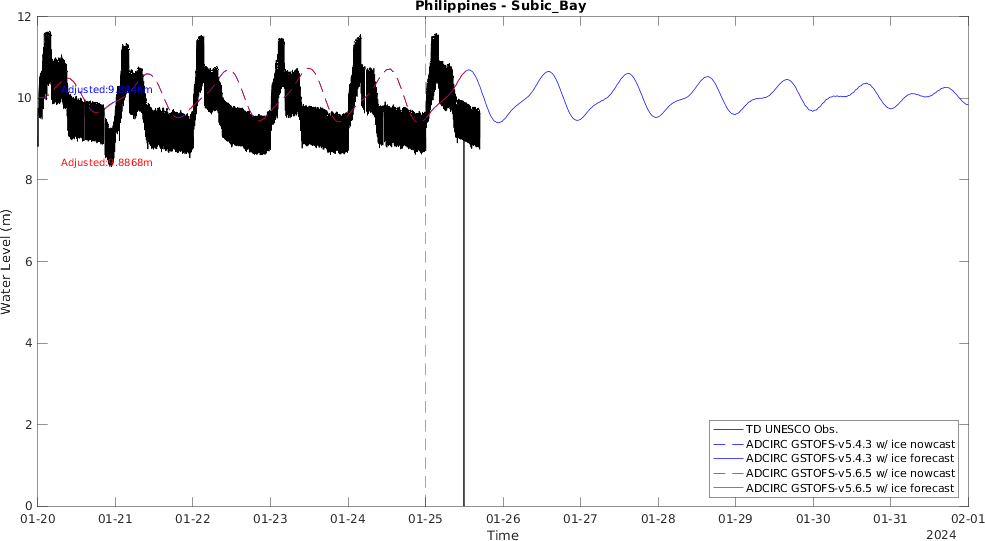 Philippines - Subic_Bay
Water Level (m)
12
10
8
6
4
2
0
Adjusted:
Adjusted: .8868m
01-20 01-21 01-22 01-23 01-24 01-25 01-26 01-27 01-28 01-29 01-30 01-31 02-01
Time
2024
TD UNESCO Obs.
ADCIRC GSTOFS-v5.4.3 w/ ice nowcast
ADCIRC GSTOFS-v5.4.3 w/ ice forecast
ADCIRC GSTOFS-v5.6.5 w/ ice nowcast
ADCIRC GSTOFS-v5.6.5 w/ ice forecast